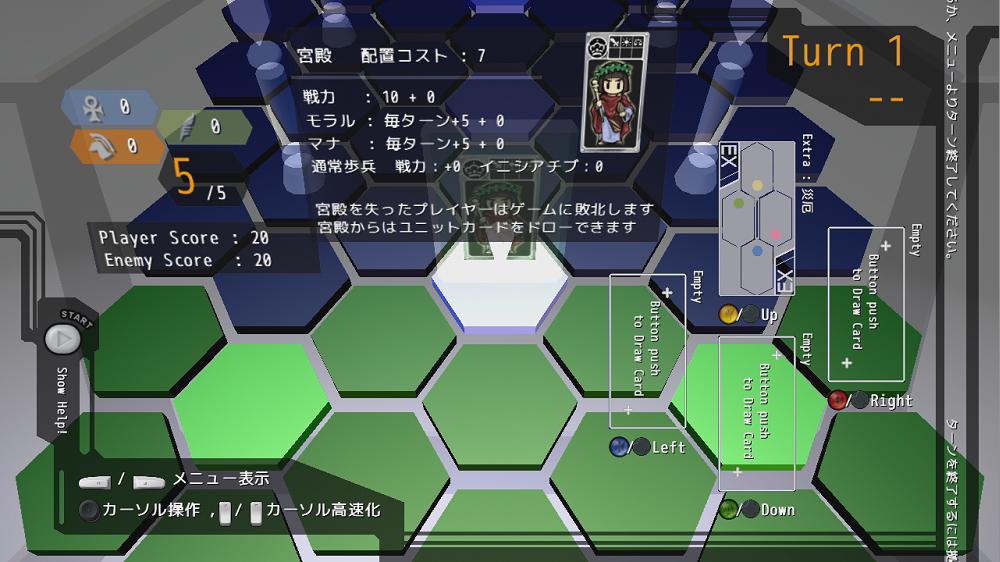 宮殿　配置コスト : 7
戦力　: 10 + 0
モラル : 毎ターン+5 + 0
マナ　: 毎ターン+5 + 0
通常歩兵　戦力：+0　イニシアチブ：0
宮殿を失ったプレイヤーはゲームに敗北します
宮殿からはユニットカードをドローできます
Turn 1
--
0
0
0
5 /5
Player Score : 20
Enemy Score : 20
START
Show Help!
EX
EX
Extra : 災厄
Up
Empty
Button push
to Draw Card
Left
Empty
Button push
to Draw Card
Down
Empty
Button push
to Draw Card
Right
/ メニュー表示
カーソル操作 , / カーソル高速化
か、メニューよりターン終了してください。
ターンを終了するには